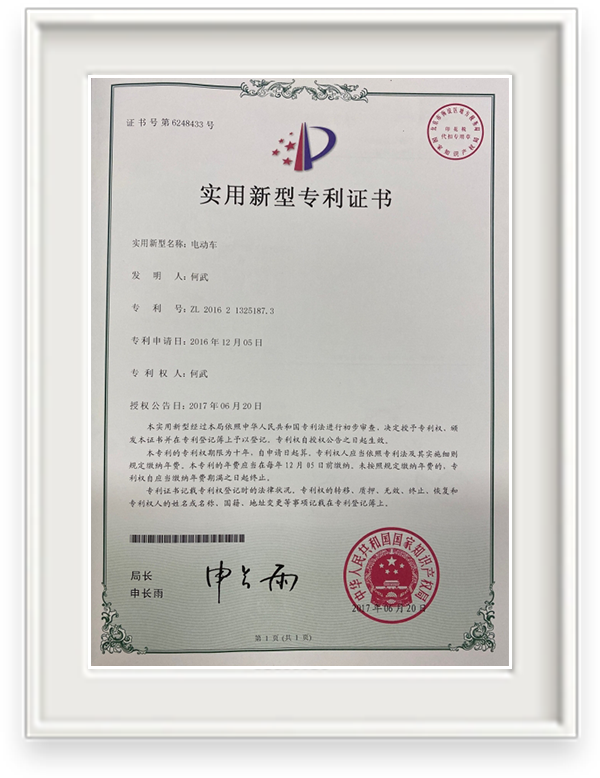 证书号第6248433号
印花税
代扣专用章
国家知识产权局
实用新型专利证书
实用新型名称：电动车
发明人：何武
专利号：ZL 2016 2 1325187.3
专利申请日：2016年12月05日
专利权人：何武
授权公告日：2017年06月20日
本实用新型经过本局依照中华人民共和国专利法进行初步审查，决定授予专利权，颁
发本证书并在专利登记簿上予以登记。专利权自授权公告之日起生效。
本专利的专利权期限为十年，自申请日起算。专利权人应当依照专利法及其实施细则
规定缴纳年费。本专利的年费应当在每年12月05日前缴纳。未按照规定缴纳年费的，专
利权自应当缴纳年费期满之日起终止。
专利证书记载专利权登记时的法律状况。专利权的转移、质押、无效、终止、恢复和
专利权人的姓名或名称、国籍、地址变更等事项记载在专利登记簿上。
局长
申长雨
申长雨
中华人民共和国国家知识产权局
2017年06月20日
第1页(共1页)